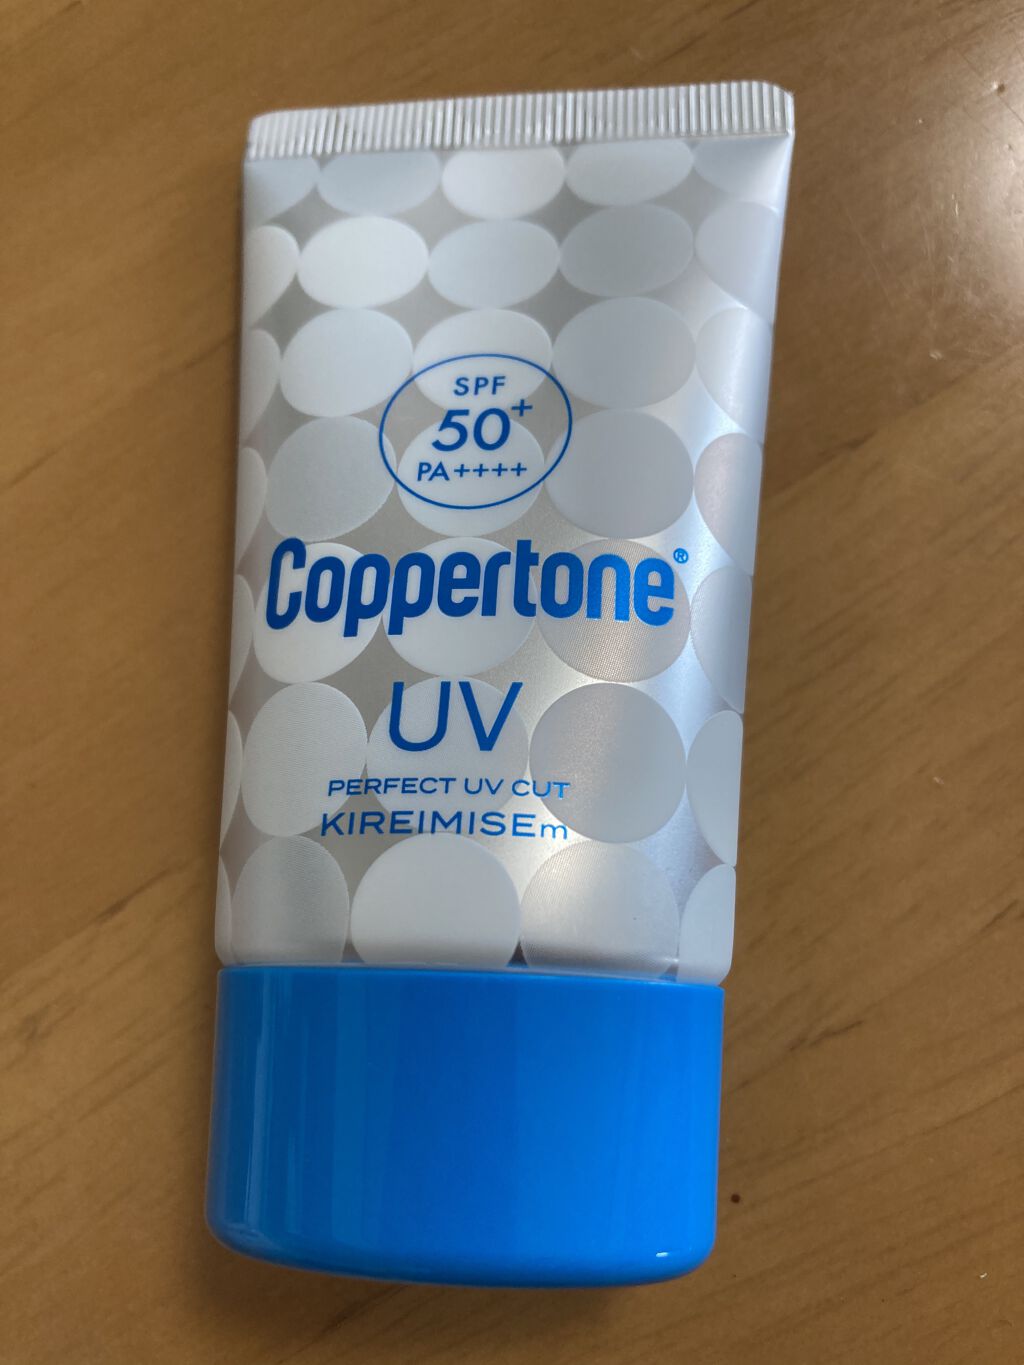 SPF
50+
PA++++
Coppertone®
UV
PERFECT UV CUT
KIREIMISEm